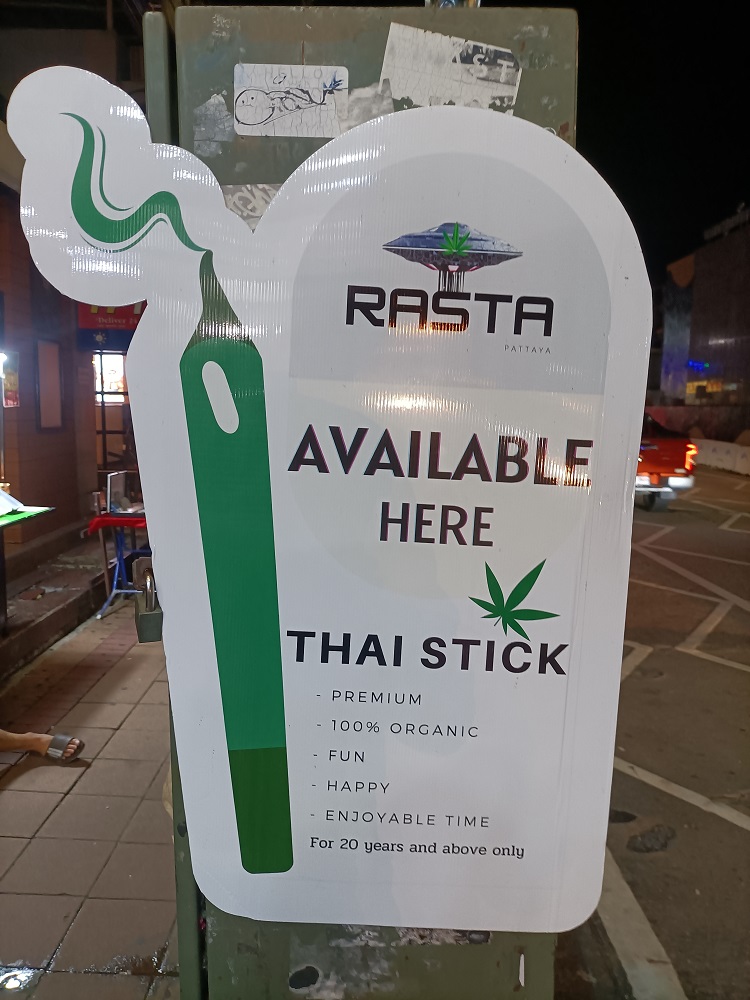 RASTA
PATTAYA
AVAILABLE
HERE
THAI STICK
- PREMIUM
- 100% ORGANIC
- FUN
- HAPPY
- ENJOYABLE TIME
For 20 years and above only